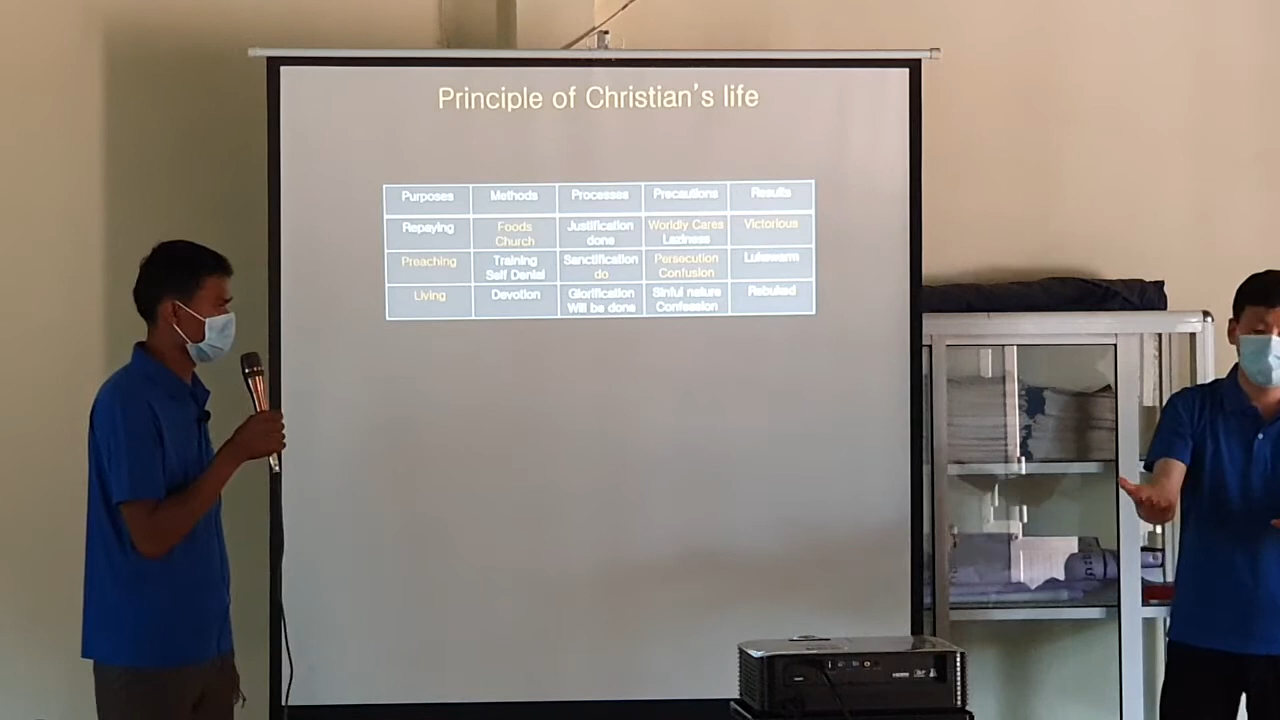 Principle of Christian's life
Purposes Methods Processes Precautions Results
Repaying Foods Justification Worldly Cares Victorious
Church done Laziness
Preaching Training Sanctification Persecution Lukewarm
Self Denial do Confusion
Living Devotion Glorification Sinful nature Rebuked
Will be done Confession
HDMI